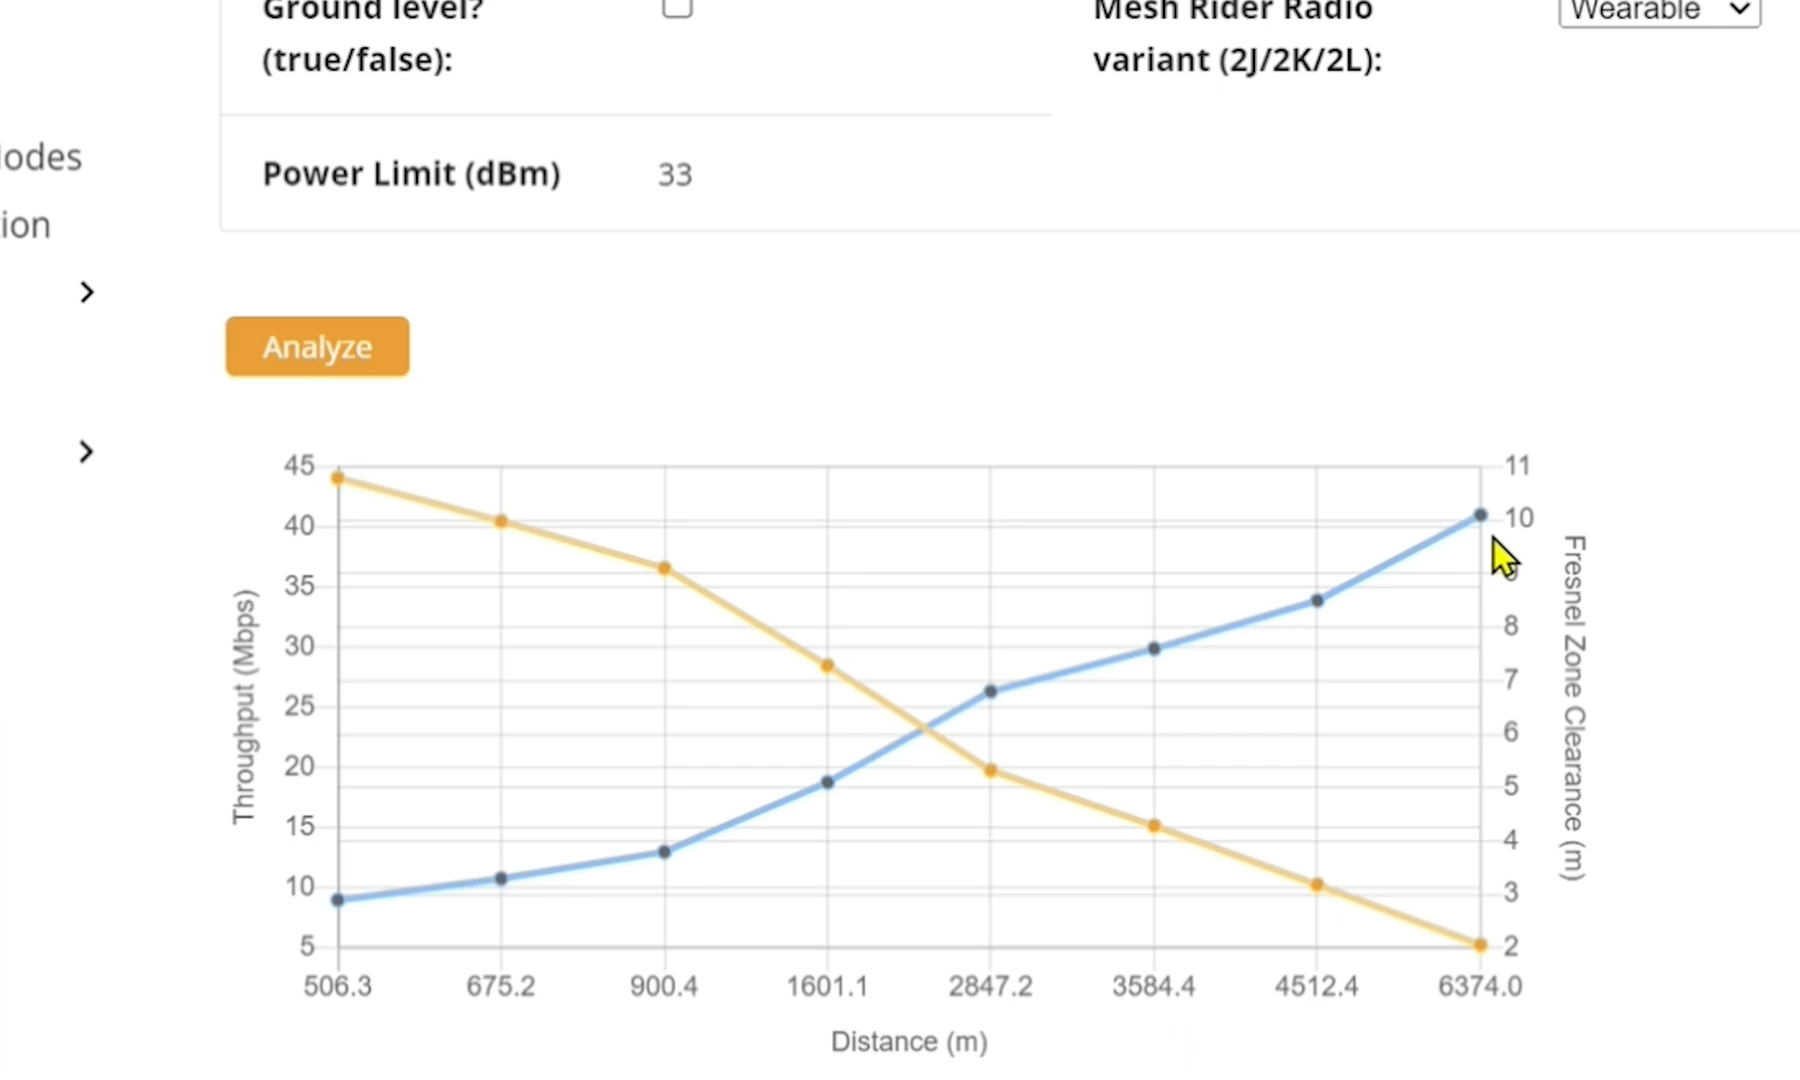 Ground level?
(true/false):
Mesh Rider Radio
variant (2J/2K/2L):
Wearable
Power Limit (dBm)
33
odes
ion
Analyze
45
40
35
30
25
20
15
10
5
Throughput (Mbps)
11
10
8
7
6
5
4
3
2
Fresnel Zone Clearance (m)
506.3 675.2 900.4 1601.1 2847.2 3584.4 4512.4 6374.0
Distance (m)